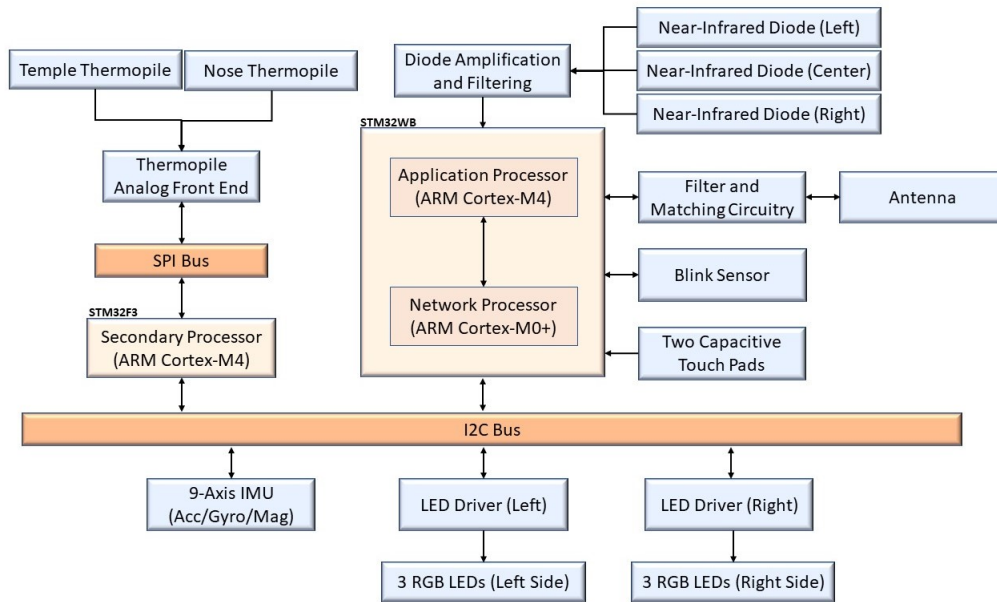 Temple Thermopile
Nose Thermopile
Diode Amplification
and Filtering
Near-Infrared Diode (Left)
Near-Infrared Diode (Center)
Near-Infrared Diode (Right)
Thermopile
Analog Front End
SPI Bus
STM32F3
Secondary Processor
(ARM Cortex-M4)
STM32WB
Application Processor
(ARM Cortex-M4)
Network Processor
(ARM Cortex-M0+)
Filter and
Matching Circuitry
Antenna
Blink Sensor
Two Capacitive
Touch Pads
I2C Bus
9-Axis IMU
(Acc/Gyro/Mag)
LED Driver (Left)
LED Driver (Right)
3 RGB LEDs (Left Side)
3 RGB LEDs (Right Side)